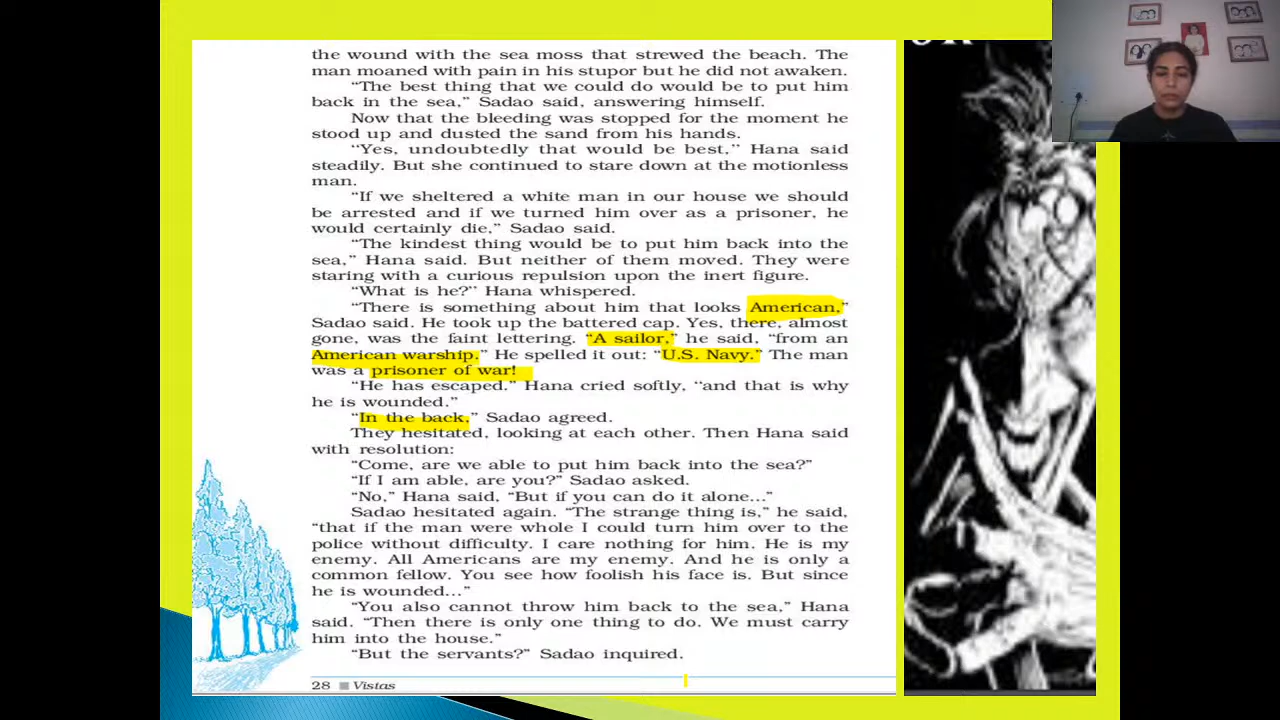 the wound with the sea moss that strewed the beach. The
man moaned with pain in his stupor but he did not awaken.
“The best thing that we could do would be to put him
back in the sea,” Sadao said, answering himself.
Now that the bleeding was stopped for the moment he
stood up and dusted the sand from his hands.
“Yes, undoubtedly that would be best,” Hana said
steadily. But she continued to stare down at the motionless
man.
“If we sheltered a white man in our house we should
be arrested and if we turned him over as a prisoner, he
would certainly die,” Sadao said.
“The kindest thing would be to put him back into the
sea,” Hana said. But neither of them moved. They were
staring with a curious repulsion upon the inert figure.
“What is he?” Hana whispered.
“There is something about him that looks American,”
Sadao said. He took up the battered cap. Yes, there, almost
gone, was the faint lettering. “A sailor,” he said, “from an
American warship.” He spelled it out: “U.S. Navy.” The man
was a prisoner of war!
“He has escaped.” Hana cried softly, “and that is why
he is wounded.”
“In the back,” Sadao agreed.
They hesitated, looking at each other. Then Hana said
with resolution:
“Come, are we able to put him back into the sea?”
“If I am able, are you?” Sadao asked.
“No,” Hana said, “But if you can do it alone...”
Sadao hesitated again. “The strange thing is,” he said,
“that if the man were whole I could turn him over to the
police without difficulty. I care nothing for him. He is my
enemy. All Americans are my enemy. And he is only a
common fellow. You see how foolish his face is. But since
he is wounded...”
“You also cannot throw him back to the sea,” Hana
said. “Then there is only one thing to do. We must carry
him into the house.”
“But the servants?” Sadao inquired.
28 ■ Vistas